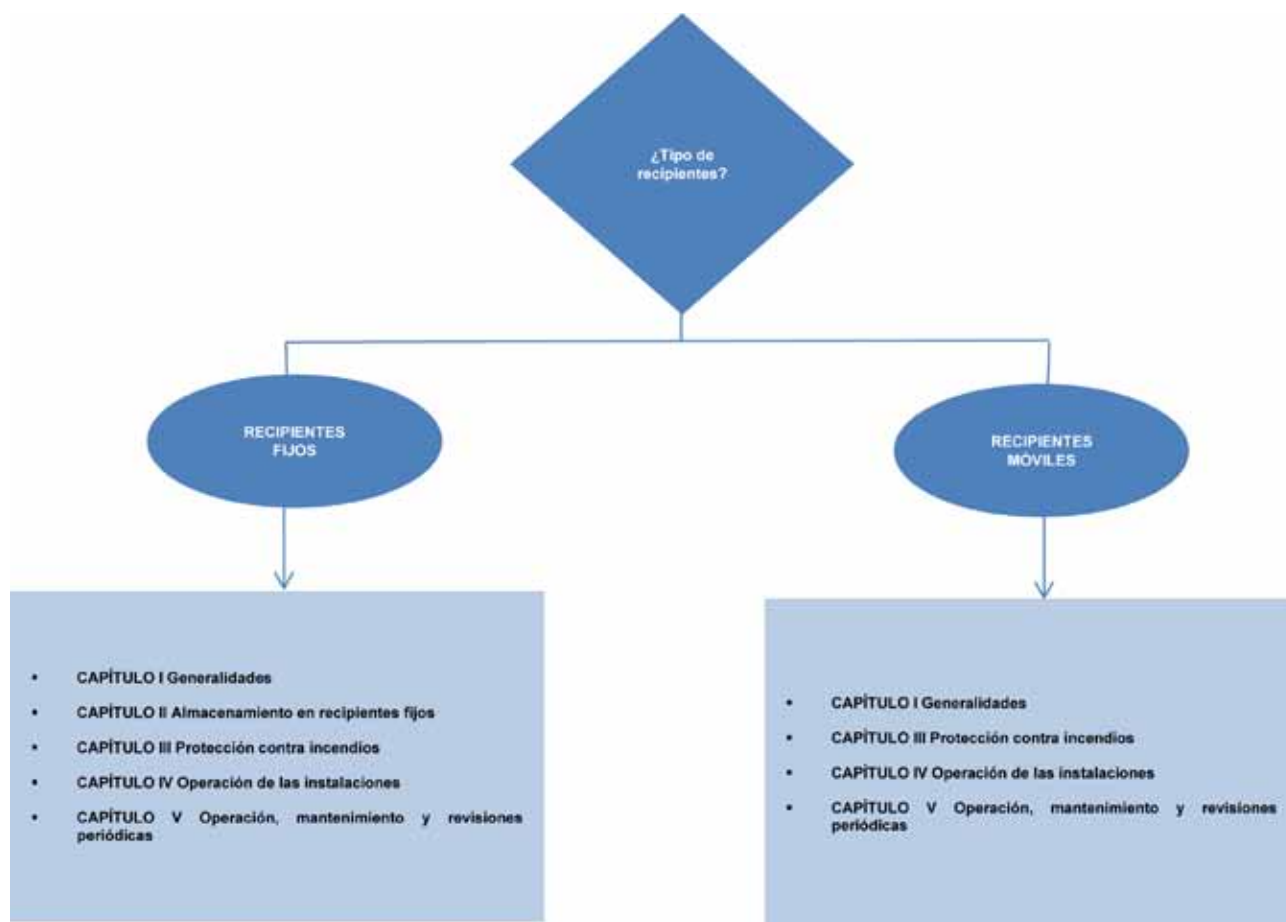 ¿Tipo de
recipientes?
RECIPIENTES
FIJOS
RECIPIENTES
MÓVILES
• CAPÍTULO I Generalidades
• CAPÍTULO II Almacenamiento en recipientes fijos
• CAPÍTULO III Protección contra incendios
• CAPÍTULO IV Operación de las instalaciones
• CAPÍTULO V Operación, mantenimiento y revisiones
periódicas
• CAPÍTULO I Generalidades
• CAPÍTULO III Protección contra incendios
• CAPÍTULO IV Operación de las instalaciones
• CAPÍTULO V Operación, mantenimiento y revisiones
periódicas